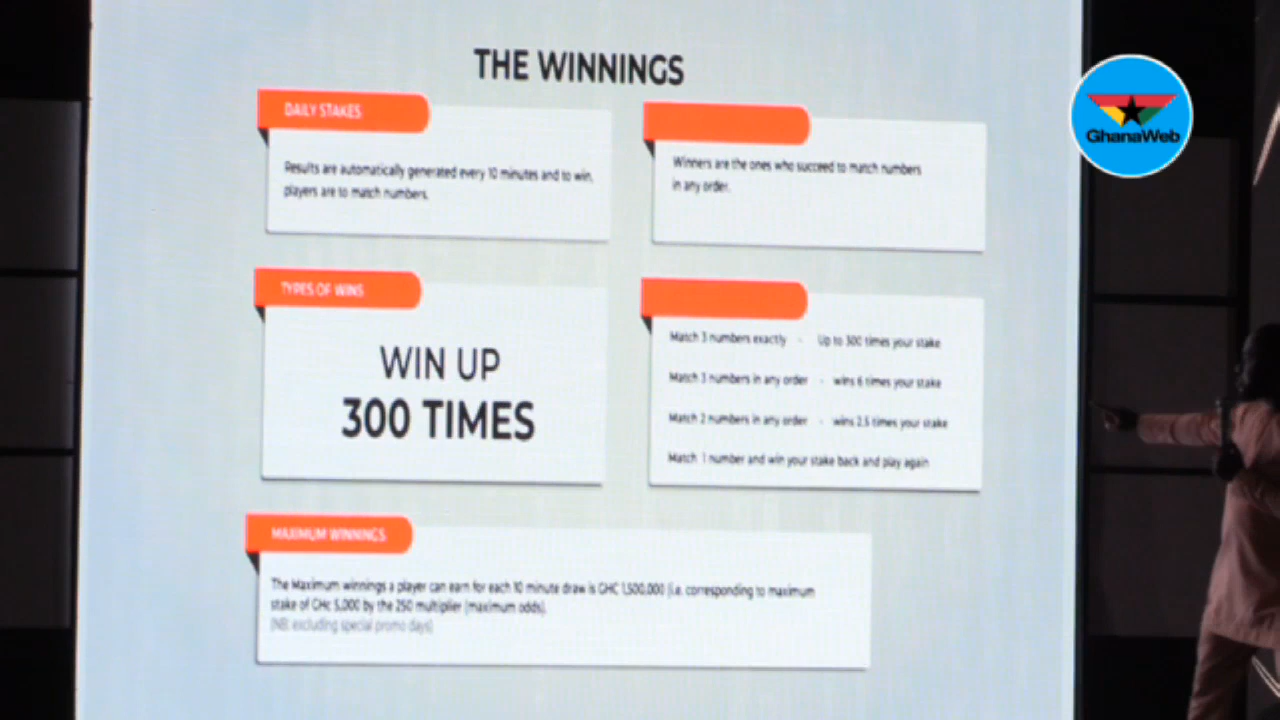 THE WINNINGS
DAILY STAKES
Results are automatically generated every 10 minutes and to win,
players are to match numbers.
Winners are the ones who succeed to match numbers
in any order.
TYPES OF WINS
WIN UP
300 TIMES
Match 3 numbers exactly - Up to 300 times your stake
Match 3 numbers in any order - wins 6 times your stake
Match 2 numbers in any order - wins 2.5 times your stake
Match 1 number and win your stake back and play again
MAXIMUM WINNINGS
The Maximum winnings a player can earn for each 10 minute draw is GHC 1,500,000 (i.e. corresponding to maximum
stake of GHc 5,000 by the 250 multiplier (maximum odds).
(NB: excluding special promo days)
GhanaWeb